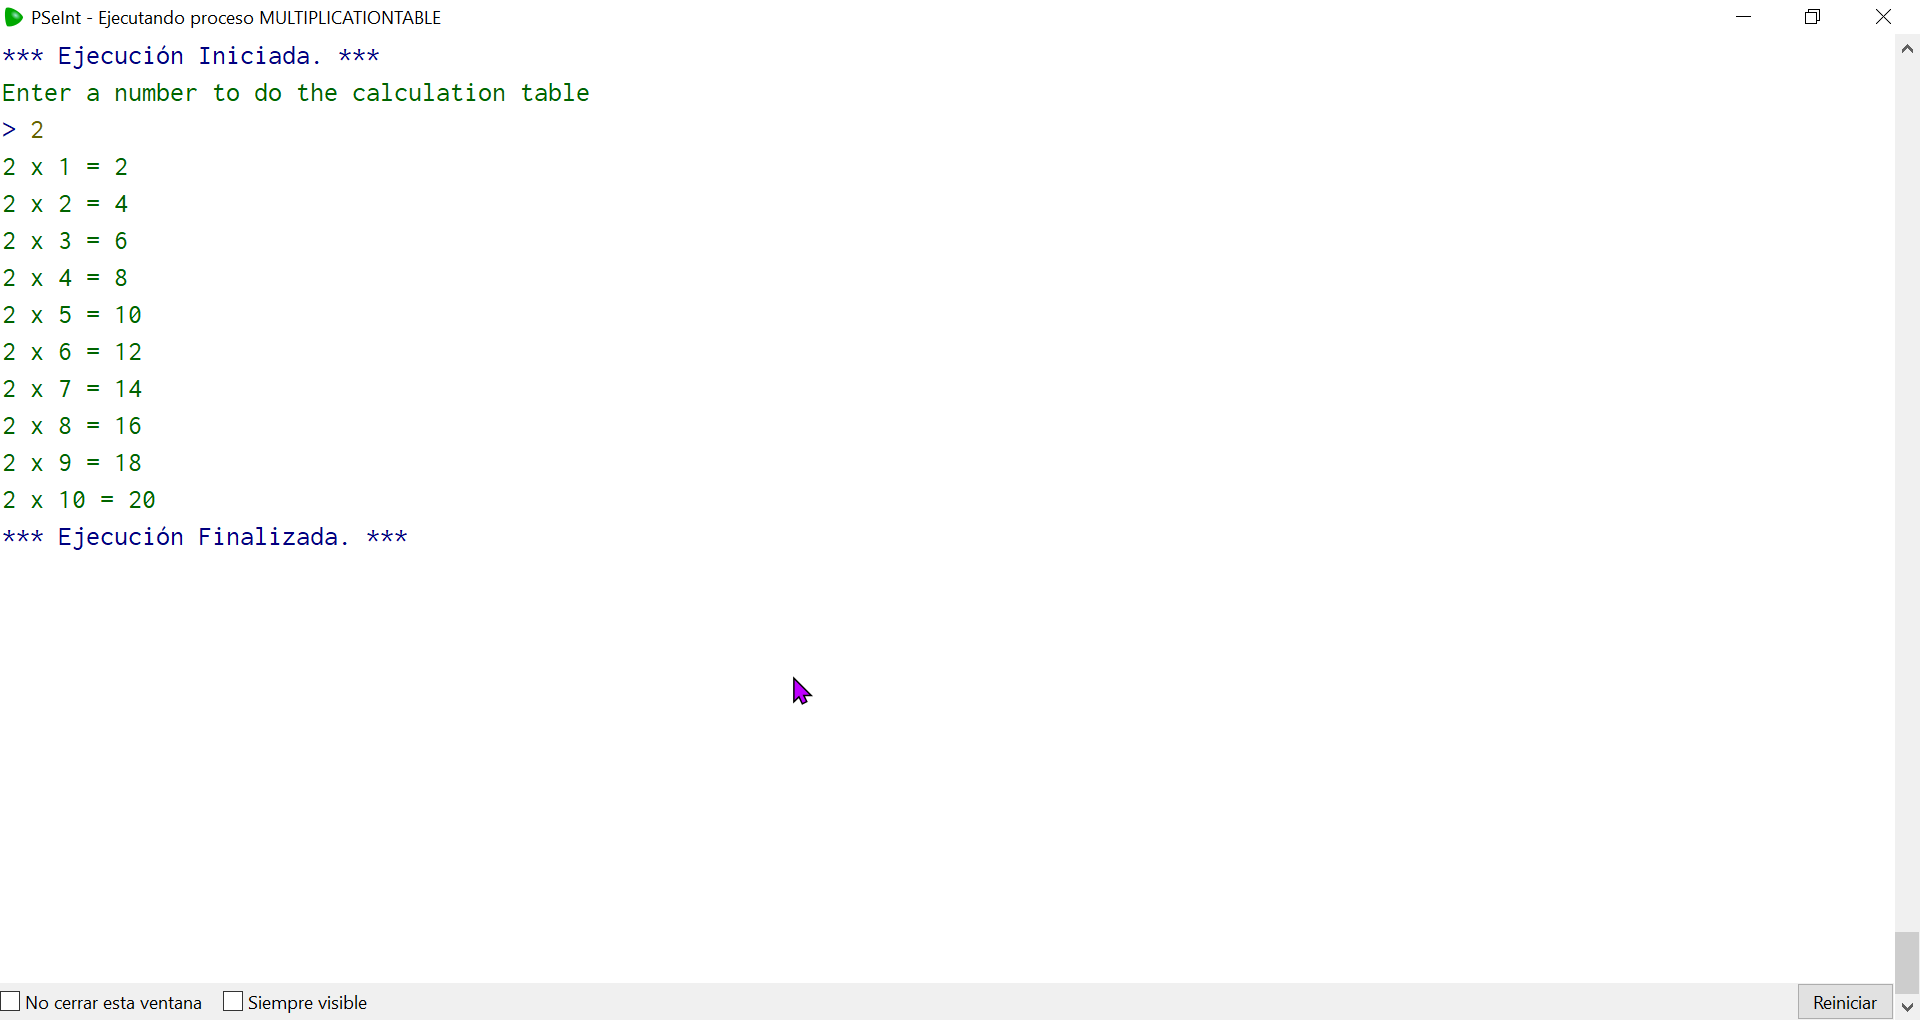 PSeInt - Ejecutando proceso MULTIPLICATIONTABLE
*** Ejecución Iniciada. ***
Enter a number to do the calculation table
> 2
2 x 1 = 2
2 x 2 = 4
2 x 3 = 6
2 x 4 = 8
2 x 5 = 10
2 x 6 = 12
2 x 7 = 14
2 x 8 = 16
2 x 9 = 18
2 x 10 = 20
*** Ejecución Finalizada. ***
No cerrar esta ventana Siempre visible Reiniciar